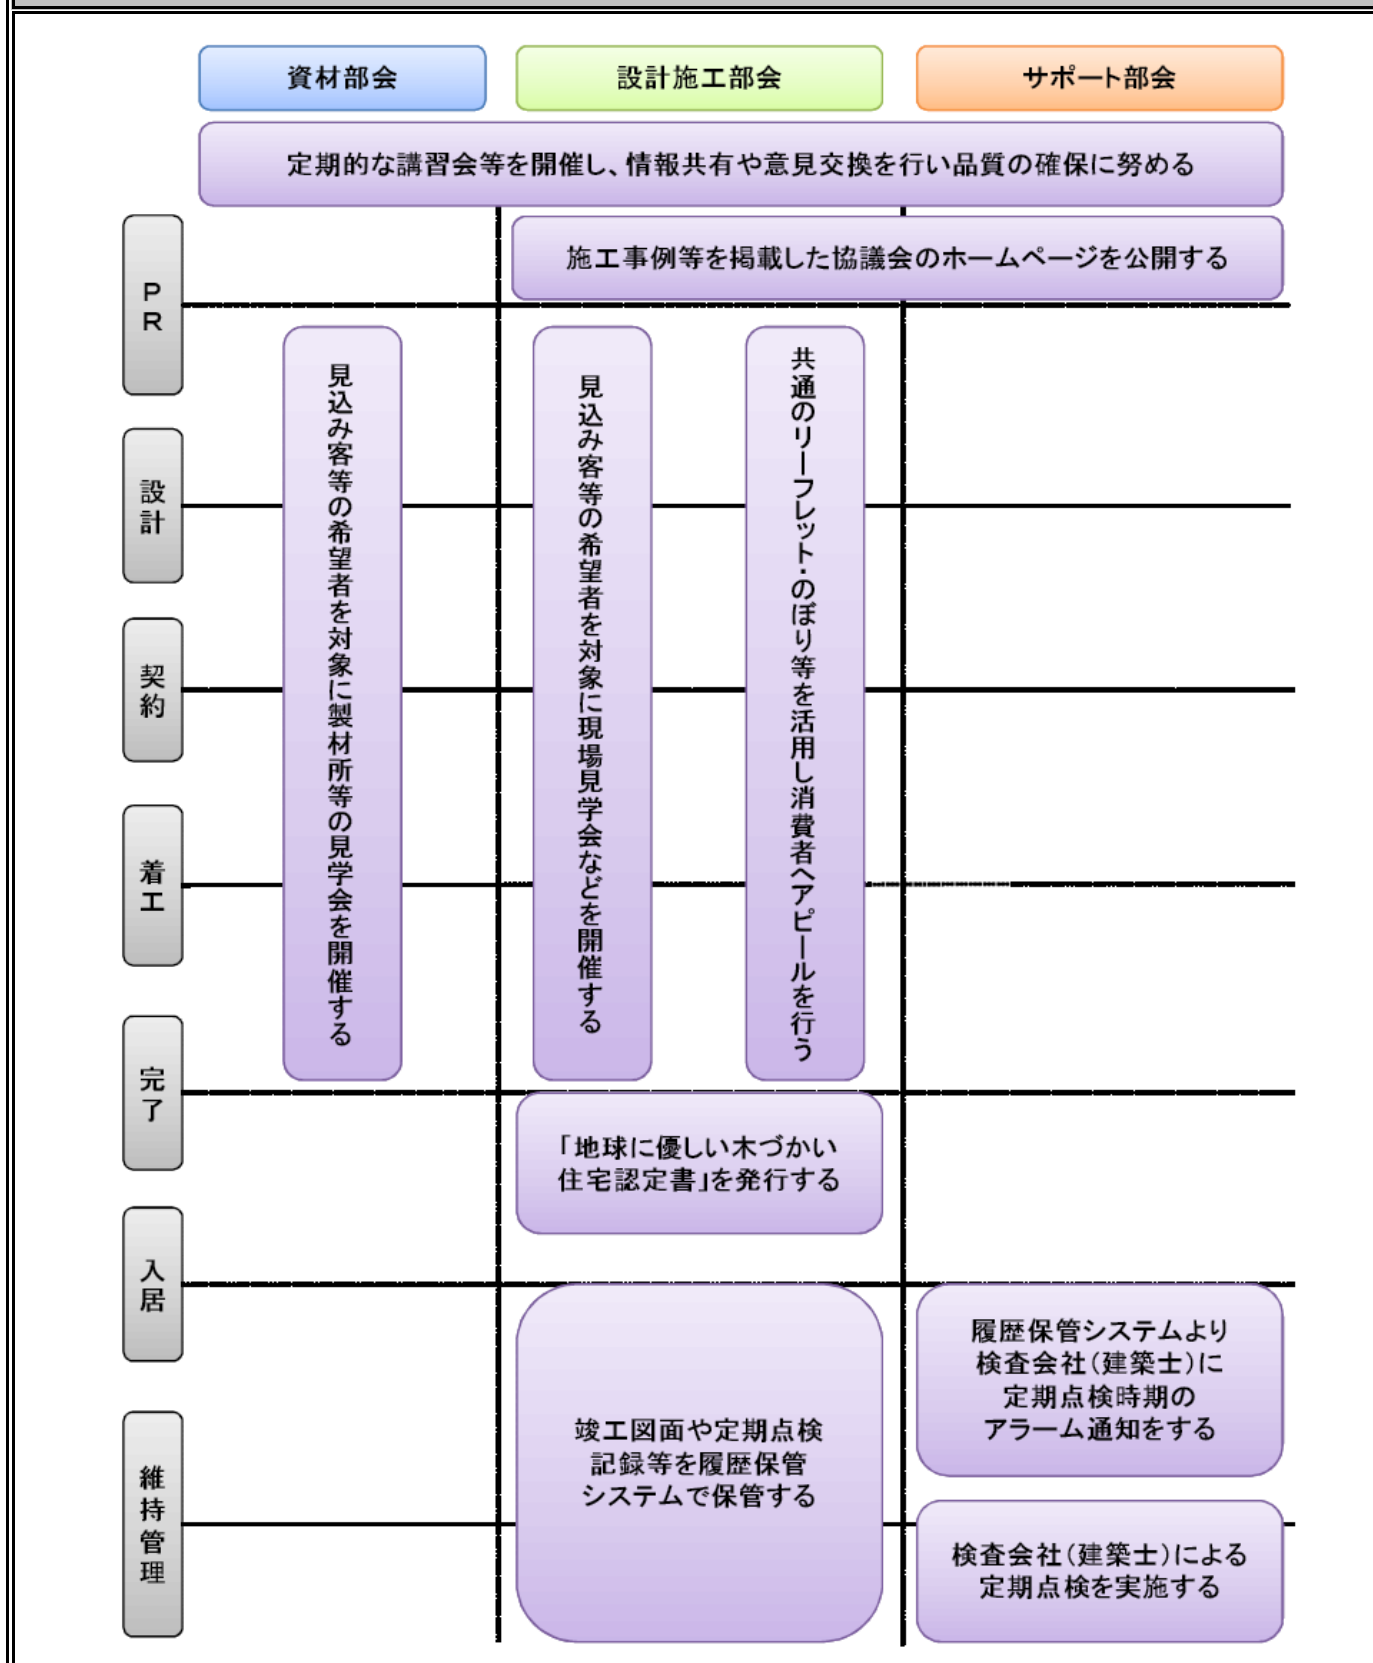 資材部会
設計施工部会
サポート部会
定期的な講習会等を開催し、情報共有や意見交換を行い品質の確保に努める
施工事例等を掲載した協議会のホームページを公開する
PR
設計
契約
着工
完了
入居
維持管理
見込み客等の希望者を対象に製材所等の見学会を開催する
見込み客等の希望者を対象に現場見学会などを開催する
共通のリーフレット・のぼり等を活用し消費者へアピールを行う
「地球に優しい木づかい
住宅認定書」を発行する
竣工図面や定期点検
記録等を履歴保管
システムで保管する
履歴保管システムより
検査会社(建築士)に
定期点検時期の
アラーム通知をする
検査会社(建築士)による
定期点検を実施する